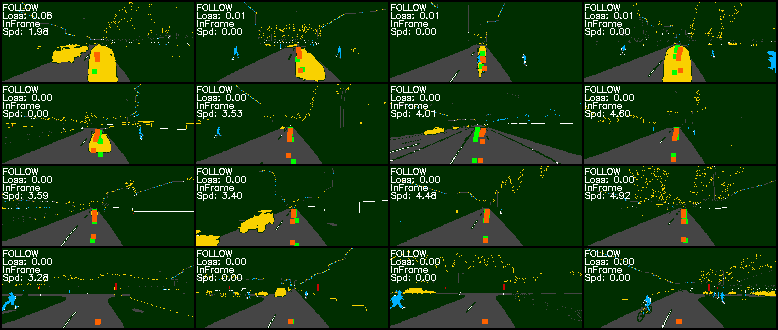 FOLLOW
Loss: 0.06
InFrame
Spd: 1.98
FOLLOW
Loss: 0.01
InFrame
Spd: 0.00
FOLLOW
Loss: 0.01
InFrame
Spd: 0.00
FOLLOW
Loss: 0.01
InFrame
Spd: 0.00
FOLLOW
Loss: 0.00
InFrame
Spd: 0.00
FOLLOW
Loss: 0.00
InFrame
Spd: 3.53
FOLLOW
Loss: 0.00
InFrame
Spd: 4.01
FOLLOW
Loss: 0.00
InFrame
Spd: 4.60
FOLLOW
Loss: 0.00
InFrame
Spd: 3.59
FOLLOW
Loss: 0.00
InFrame
Spd: 3.40
FOLLOW
Loss: 0.00
InFrame
Spd: 4.48
FOLLOW
Loss: 0.00
InFrame
Spd: 4.92
FOLLOW
Loss: 0.00
InFrame
Spd: 3.28
FOLLOW
Loss: 0.00
InFrame
Spd: 0.00
FOLLOW
Loss: 0.00
InFrame
Spd: 0.00
FOLLOW
Loss: 0.00
InFrame
Spd: 0.00